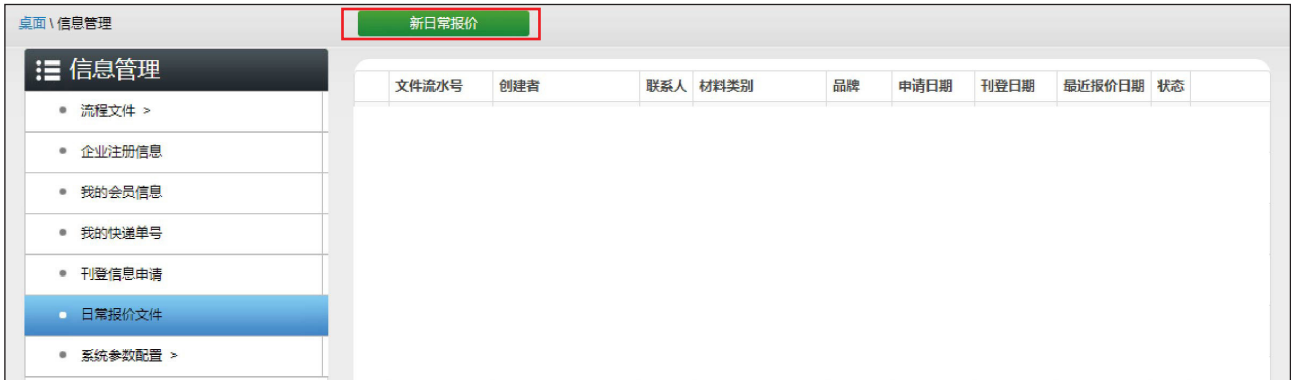 桌面\信息管理
新日常报价
信息管理
文件流水号 创建者 联系人 材料类别 品牌 申请日期 刊登日期 最近报价日期 状态
流程文件 >
企业注册信息
我的会员信息
我的快递单号
刊登信息申请
日常报价文件
系统参数配置 >